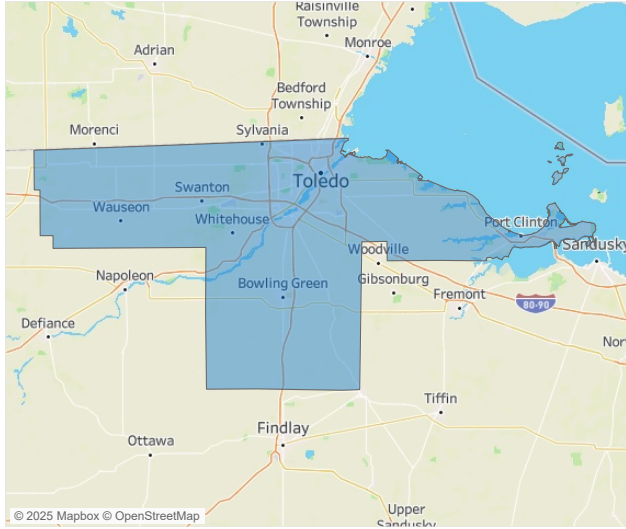 Raisinville
Township
Adrian
Monroe
Bedford
Township
Morenci
Sylvania
Toledo
Swanton
Wauseon
Whitehouse
Port Clinton
Sandusky
Woodville
Napoleon
Bowling Green
Gibsonburg
Fremont
80-90
Defiance
Nor
Tiffin
Findlay
Ottawa
Upper
Sandusky
© 2025 Mapbox © OpenStreetMap